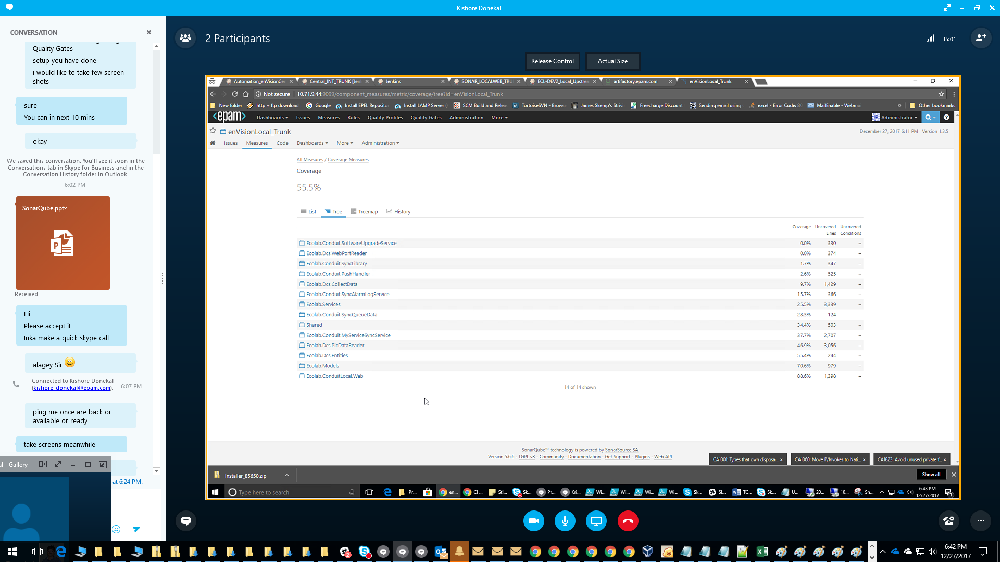 Kishore Donekal
CONVERSATION
Quality Gates
setup you have done
i would like to take few screen
shots
sure
You can in next 10 mins
okay
We saved this conversation. You'll see it soon in the
Conversations tab in Skype for Business and in the
Conversation History folder in Outlook.
6:02 PM
SonarQube.pptx
Received
Hi
Please accept it
Inka make a quick skype call
alagey Sir
Connected to Kishore Donekal
(kishore_donekal@epam.com).
6:07 PM
ping me once are back or
available or ready
take screens meanwhile
al - Gallery
at 6:24 PM.
2 Participants
35:01
Release Control
Actual Size
Automation_enVisionCe
Central_INT_TRUNK [Jen
Jenkins
SONAR_LOCALWEB_TRU
ECL-DEV2_Local_Upstrea
artifactory.epam.com
enVisionLocal_Trunk
Not secure
10.71.9.44:9099/component_measures/metric/coverage/tree?id=enVisionLocal_Trunk
New folder
http + ftp download
Google
Install EPEL Repositor
Install LAMP Server (
SCM Build and Relea
TortoiseSVN - Browse
James Skemp's Strivi
Freecharge Discount
Sending email using
excel - Error Code: 80
MailEnable - Webma
»
Other bookmarks
<epam>
Dashboards
Issues
Measures
Rules
Quality Profiles
Quality Gates
Administration
More
Administrator
enVisionLocal_Trunk
December 27, 2017 6:11 PM Version 1.3.5
Issues
Measures
Code
Dashboards
More
Administration
All Measures / Coverage Measures
Coverage
55.5%
List
Tree
Treemap
History
Coverage
Uncovered Lines
Uncovered Conditions
Ecolab.Conduit.SoftwareUpgradeService 0.0% 330 –
Ecolab.Dcs.WebPortReader 0.0% 374 –
Ecolab.Conduit.SyncLibrary 1.7% 347 –
Ecolab.Conduit.PushHandler 2.6% 525 –
Ecolab.Dcs.CollectData 9.7% 1,429 –
Ecolab.Conduit.SyncAlarmLogService 15.7% 366 –
Ecolab.Services 25.5% 3,339 –
Ecolab.Conduit.SyncQueueData 28.3% 124 –
Shared 34.4% 503 –
Ecolab.Conduit.MyServiceSyncService 37.7% 2,707 –
Ecolab.Dcs.PlcDataReader 46.9% 3,056 –
Ecolab.Dcs.Entities 55.4% 244 –
Ecolab.Models 70.6% 979 –
Ecolab.ConduitLocal.Web 88.6% 1,398 –
14 of 14 shown
SonarQube™ technology is powered by SonarSource SA
Version 5.6.6 - LGPL v3 - Community - Documentation - Get Support - Plugins - Web API
CA1001: Types that own disposa...
CA1060: Move P/Invokes to Nati...
CA1823: Avoid unused private f...
Installer_85650.zip
Show all
Type here to search
Pr...
en...
Cl ...
Sti...
Sk...
Pr...
Kri...
Wi...
Wi...
Wi...
Wi...
Sk...
Sl...
TC...
Sk...
U...
20...
10...
Sn...
6:43 PM
12/27/2017
6:42 PM
12/27/2017